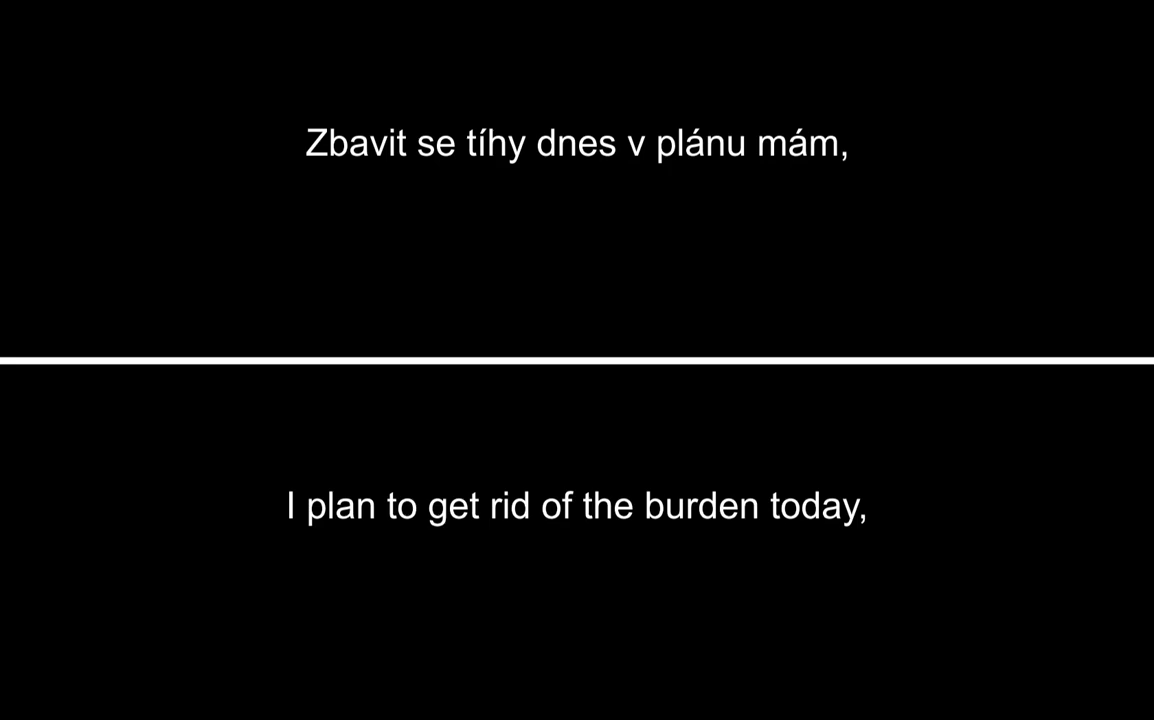 Zbavit se tíhy dnes v plánu mám,
I plan to get rid of the burden today,